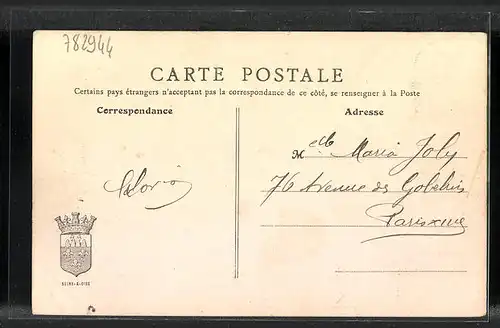 782944
CARTE POSTALE
Certains pays étrangers n'acceptant pas la correspondance de ce côté, se renseigner à la Poste
Correspondance
Adresse
Melle Maria Joly
76 Avenue des Gobelins
Paris XIIIe
SEINE-&-OISE